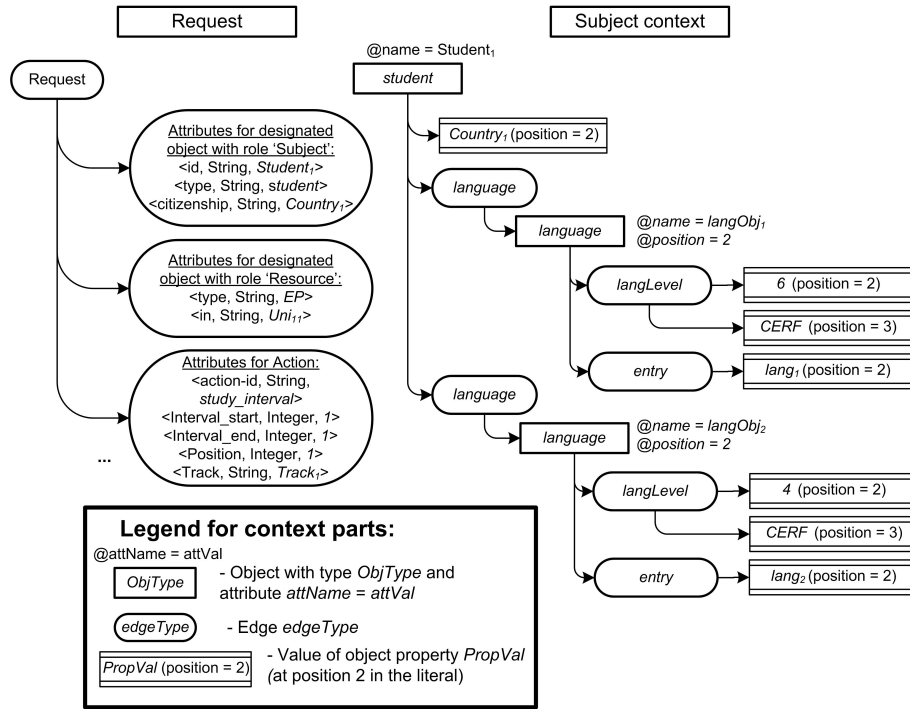 Request
Subject context
Request
Attributes for designated
object with role 'Subject':
<id, String, Student₁>
<type, String, student>
<citizenship, String, Country₁>
Attributes for designated
object with role 'Resource':
<type, String, EP>
<in, String, Uni₁₁>
Attributes for Action:
<action-id, String,
study_interval>
<Interval_start, Integer, 1>
<Interval_end, Integer, 1>
<Position, Integer, 1>
<Track, String, Track₁>
...
@name = Student₁
student
Country₁ (position = 2)
language
language
@name = langObj₁
@position = 2
langLevel
6 (position = 2)
CERF (position = 3)
entry
lang₁ (position = 2)
language
language
@name = langObj₂
@position = 2
langLevel
4 (position = 2)
CERF (position = 3)
entry
lang₂ (position = 2)
Legend for context parts:
@attName = attVal
ObjType
- Object with type ObjType and
attribute attName = attVal
edgeType
- Edge edgeType
PropVal (position = 2)
- Value of object property PropVal
(at position 2 in the literal)